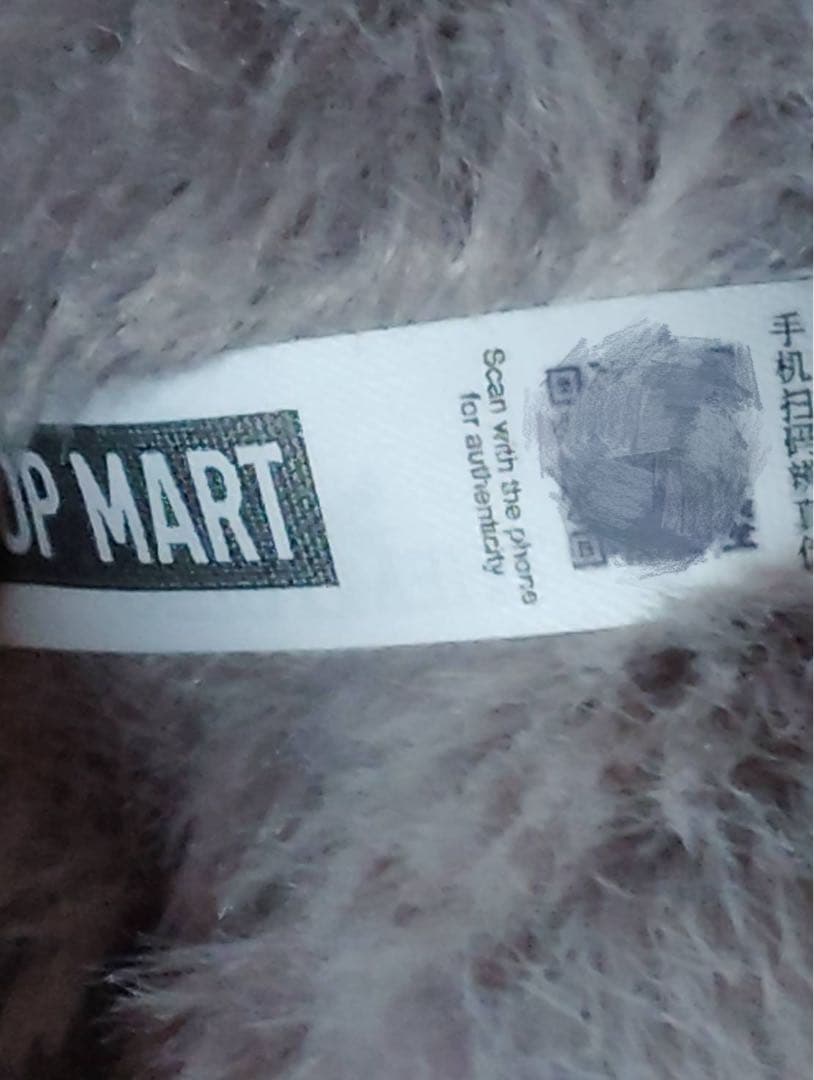 OP MART
Scan with the phone
for authenticity
手机扫